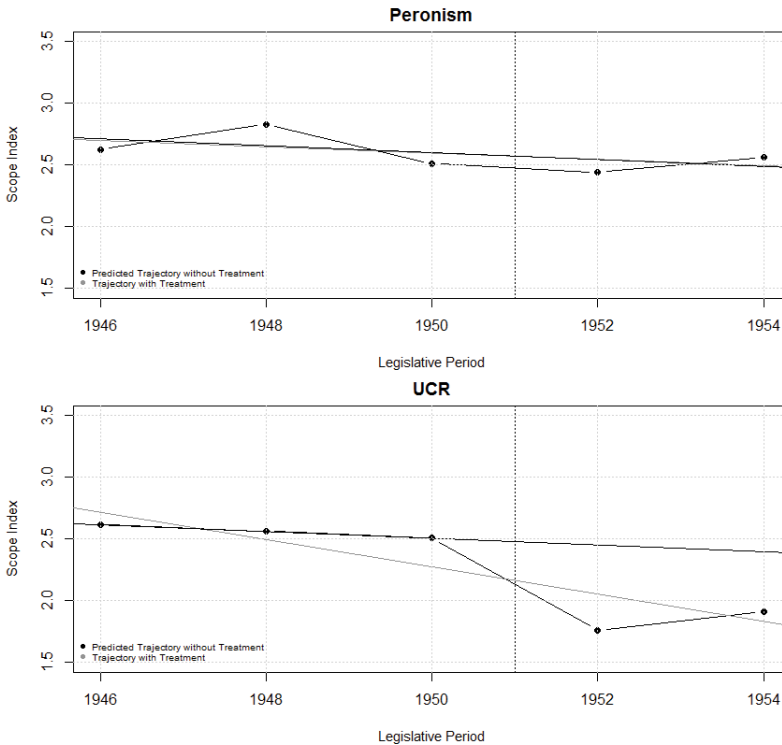 Peronism
3.5
3.0
2.5
2.0
1.5
Scope Index
Predicted Trajectory without Treatment
Trajectory with Treatment
1946 1948 1950 1952 1954
Legislative Period
UCR
3.5
3.0
2.5
2.0
1.5
Scope Index
Predicted Trajectory without Treatment
Trajectory with Treatment
1946 1948 1950 1952 1954
Legislative Period